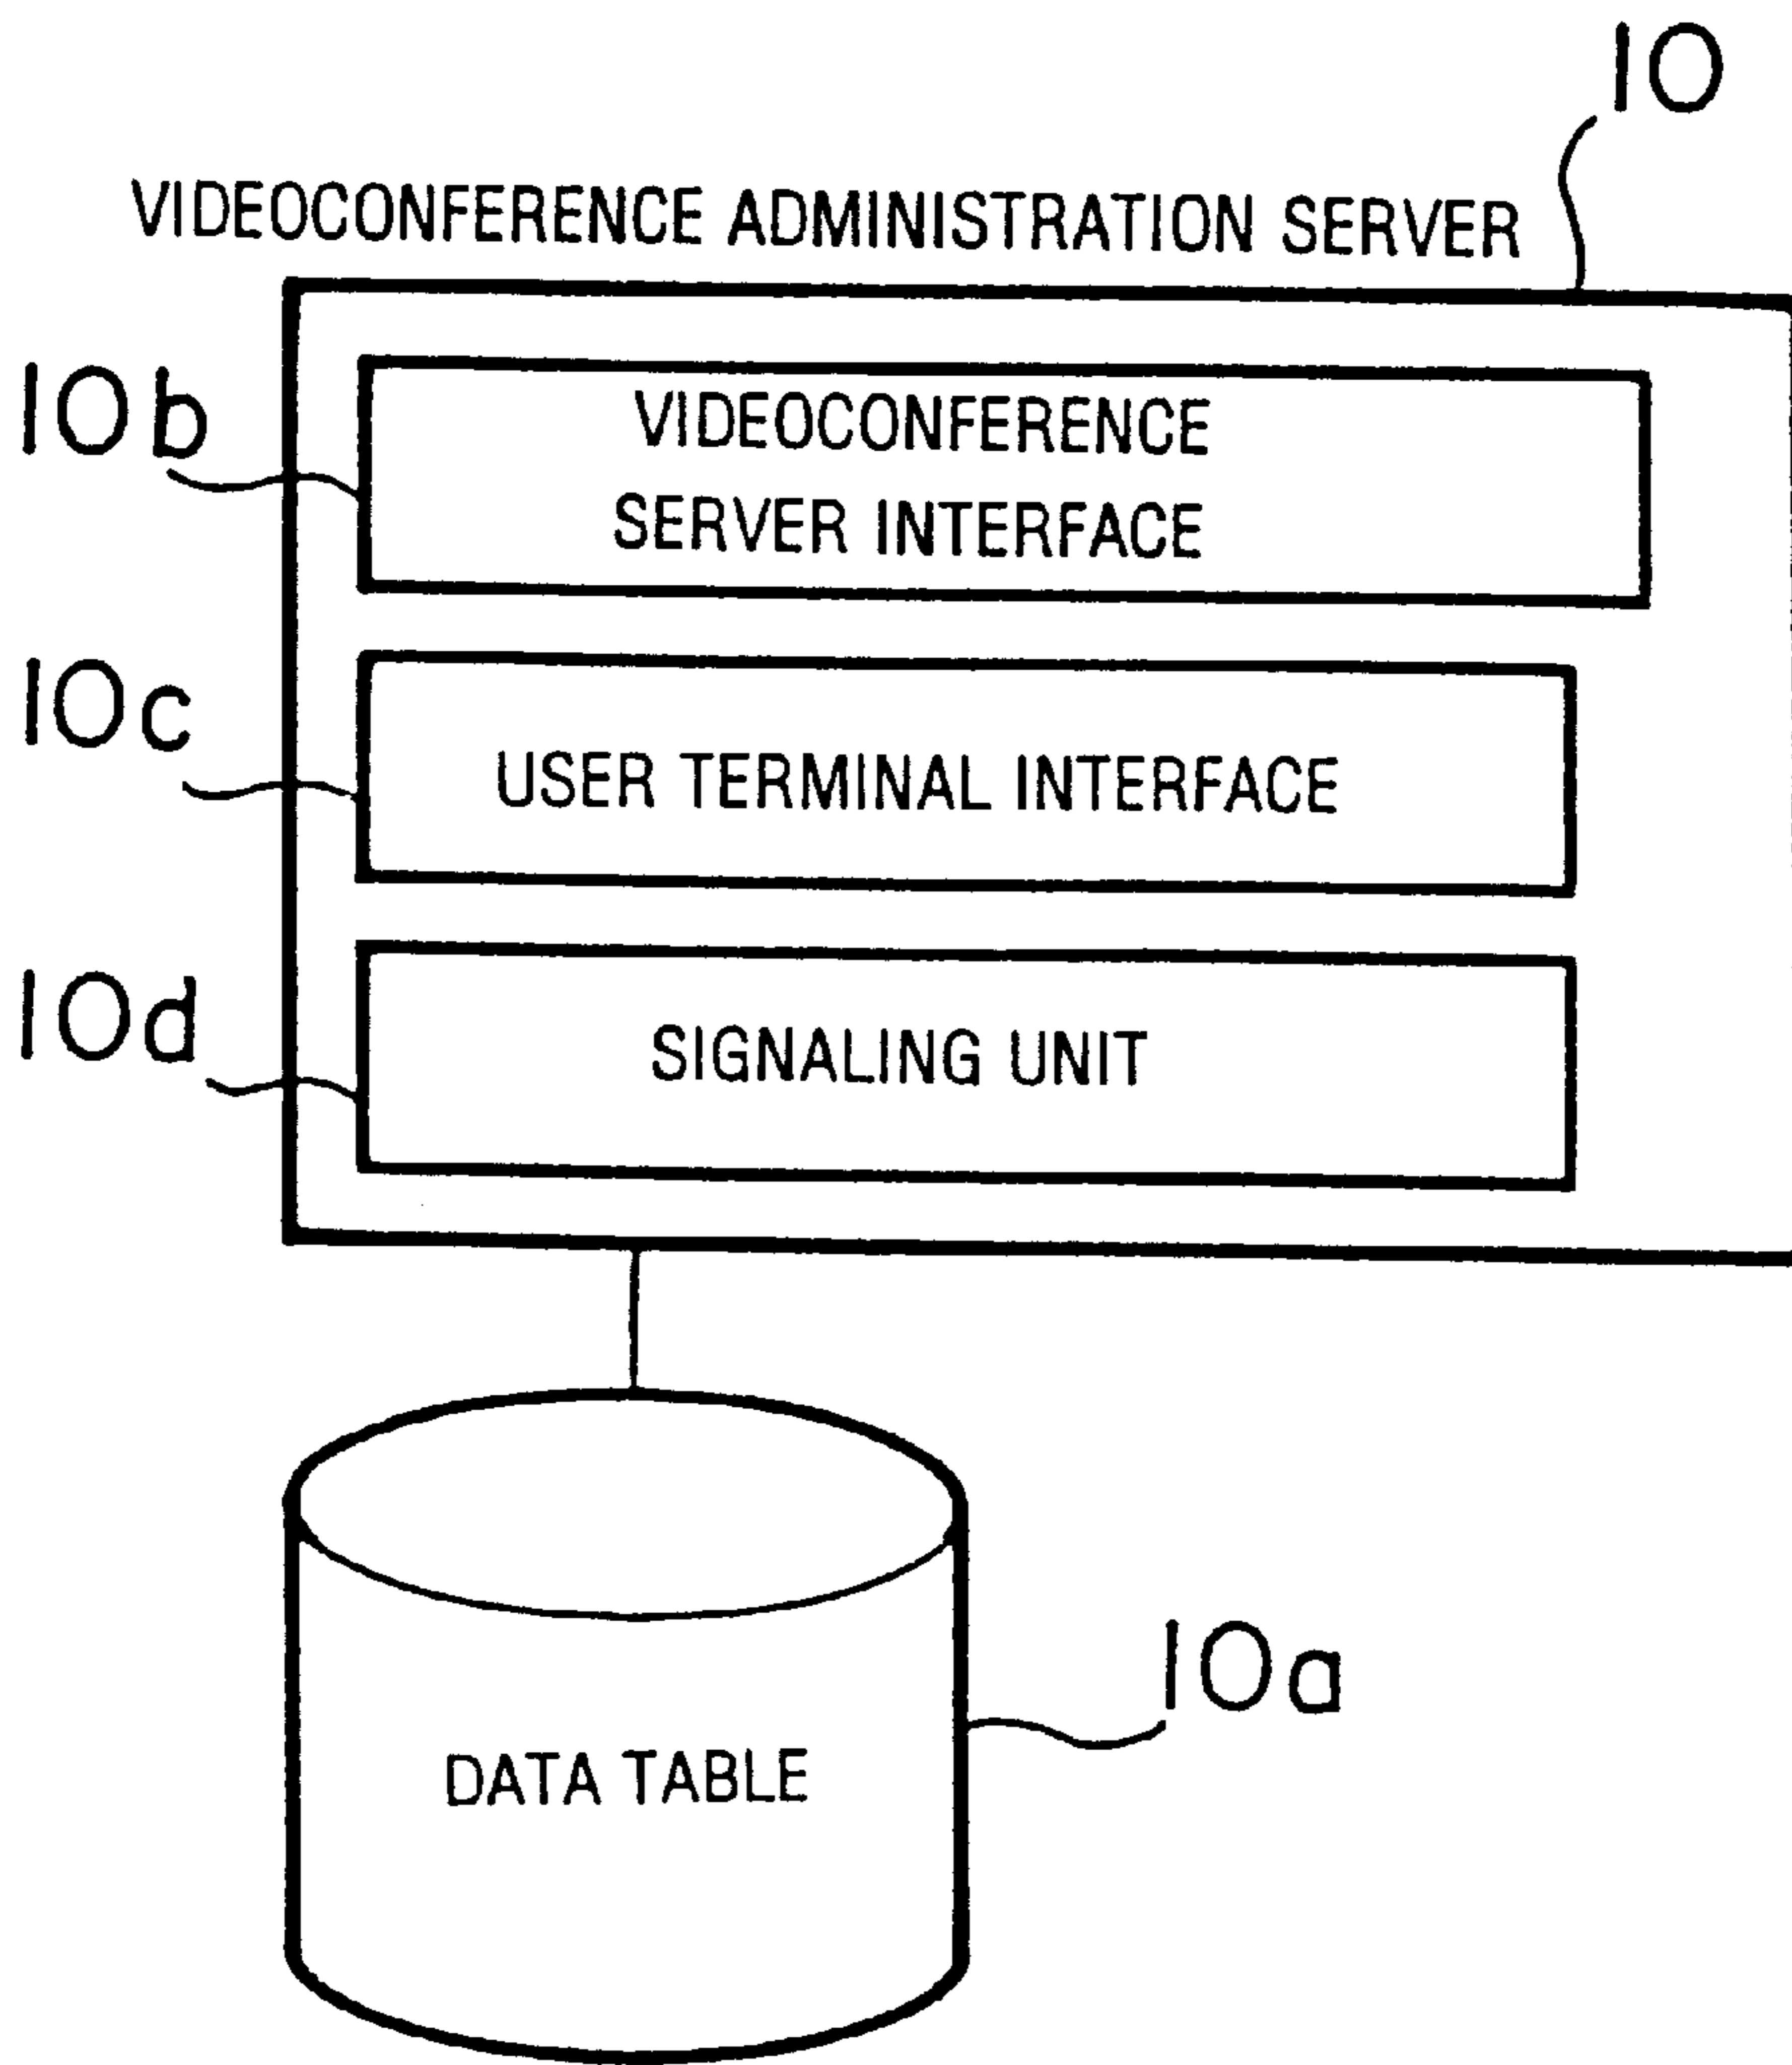 10
VIDEOCONFERENCE ADMINISTRATION SERVER
10b
VIDEOCONFERENCE
SERVER INTERFACE
10c
USER TERMINAL INTERFACE
10d
SIGNALING UNIT
10a
DATA TABLE